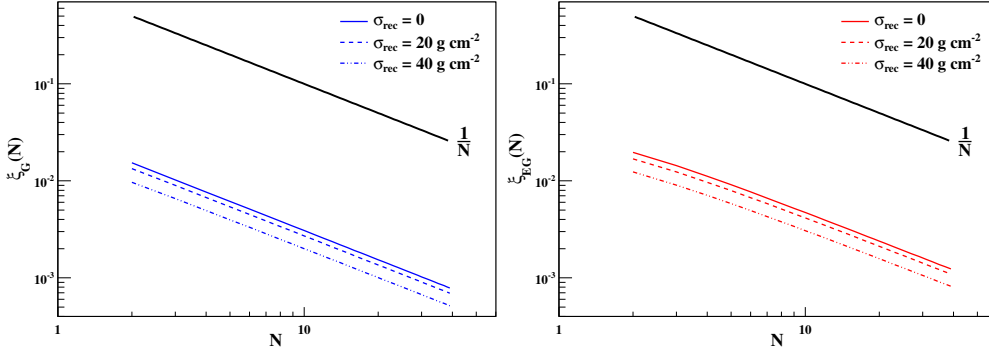 σrec = 0
σrec = 20 g cm-2
σrec = 40 g cm-2
10-1
10-2
10-3
ξG(N)
1
N
1
10
N
σrec = 0
σrec = 20 g cm-2
σrec = 40 g cm-2
10-1
10-2
10-3
ξEG(N)
1
N
1
10
N